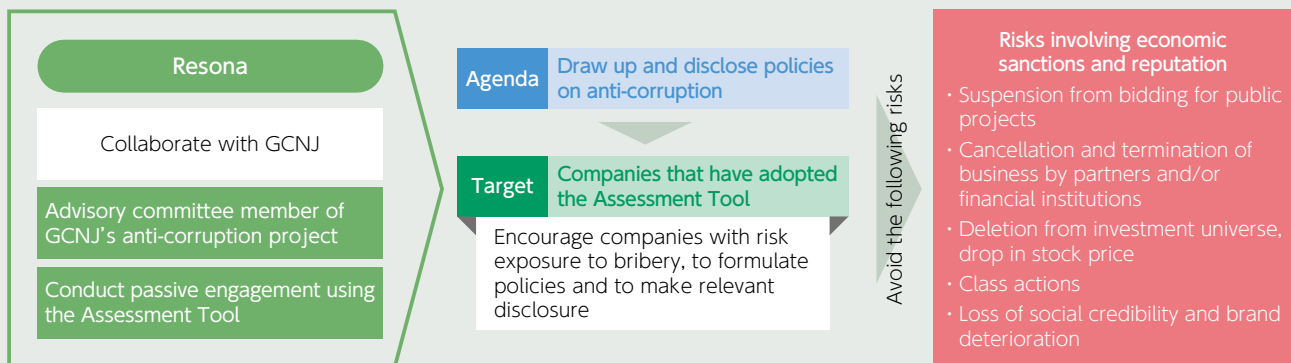 Resona
Collaborate with GCNJ
Advisory committee member of
GCNJ's anti-corruption project
Conduct passive engagement using
the Assessment Tool
Agenda
Draw up and disclose policies
on anti-corruption
Target
Companies that have adopted
the Assessment Tool
Encourage companies with risk
exposure to bribery, to formulate
policies and to make relevant
disclosure
Avoid the following risks
Risks involving economic
sanctions and reputation
・Suspension from bidding for public
projects
・Cancellation and termination of
business by partners and/or
financial institutions
・Deletion from investment universe,
drop in stock price
・Class actions
・Loss of social credibility and brand
deterioration